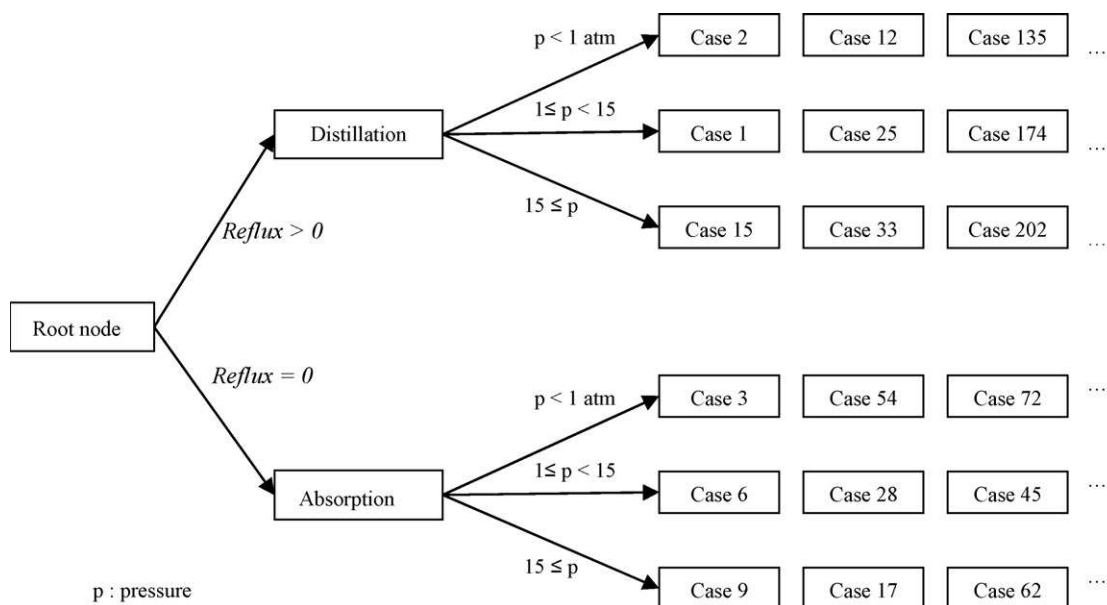 p < 1 atm
Case 2
Case 12
Case 135
...
Distillation
1≤ p < 15
Case 1
Case 25
Case 174
...
15 ≤ p
Case 15
Case 33
Case 202
...
Reflux > 0
Root node
Reflux = 0
p < 1 atm
Case 3
Case 54
Case 72
...
Absorption
1≤ p < 15
Case 6
Case 28
Case 45
...
15 ≤ p
Case 9
Case 17
Case 62
...
p : pressure